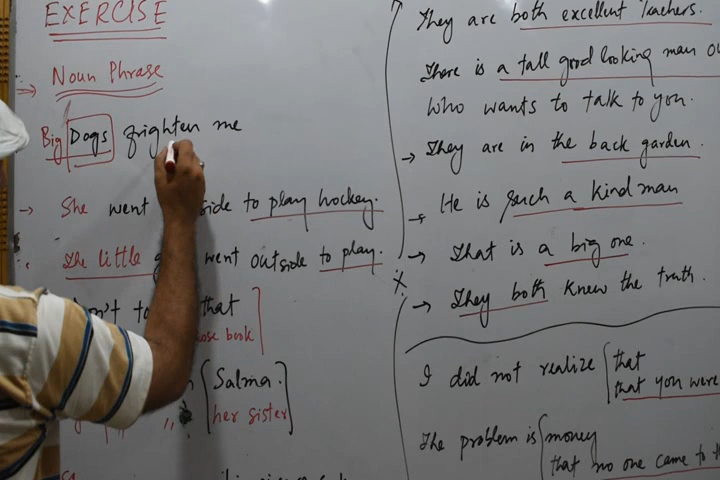 EXERCISE
Noun Phrase
Big Dogs frighten me
She went side to play hockey.
The little g went outside to play.
n't to that
ose book
Salma.
her sister
They are both excellent Teachers.
There is a tall good looking man
who wants to talk to you.
They are in the back garden.
He is such a kind man
That is a big one.
They both knew the truth.
I did not realize that
that you were
The problem is money
that no one came to